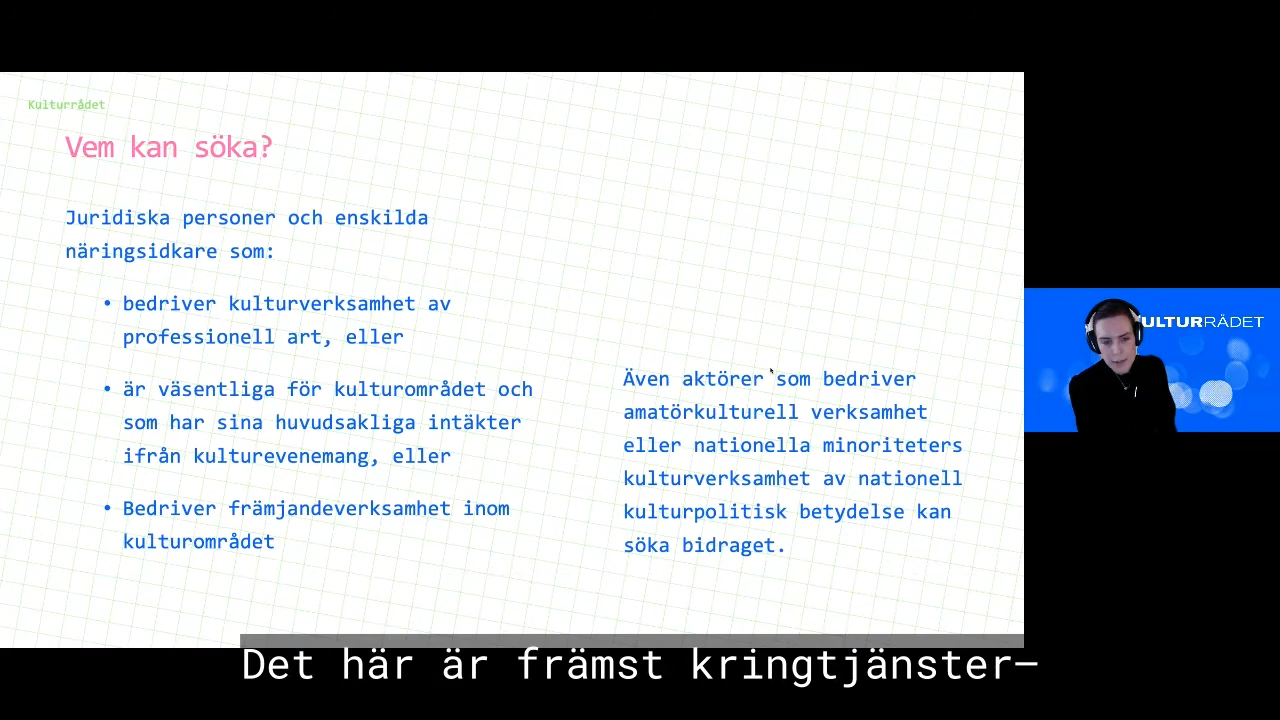 Kulturrådet
Vem kan söka?
Juridiska personer och enskilda
näringsidkare som:
• bedriver kulturverksamhet av
professionell art, eller
• är väsentliga för kulturområdet och
som har sina huvudsakliga intäkter
ifrån kulturevenemang, eller
• Bedriver främjandeverksamhet inom
kulturområdet
Även aktörer som bedriver
amatörkulturell verksamhet
eller nationella minoriteters
kulturverksamhet av nationell
kulturpolitisk betydelse kan
söka bidraget.
ULTURRÅDET
Det här är främst kringtjänster–